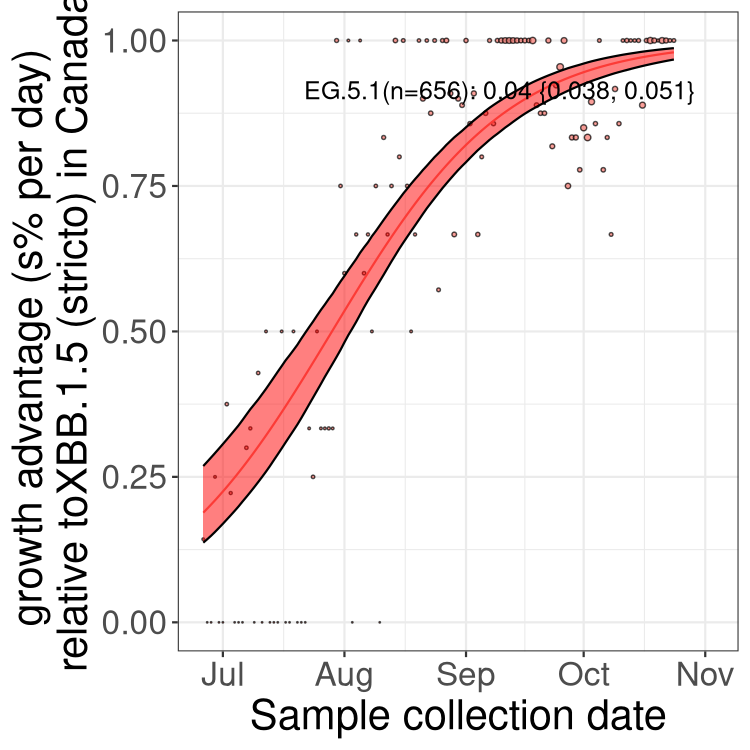 growth advantage (s% per day)
relative toXBB.1.5 (stricto) in Canada
1.00
0.75
0.50
0.25
0.00
EG.5.1(n=656): 0.04 {0.038, 0.051}
Jul Aug Sep Oct Nov
Sample collection date